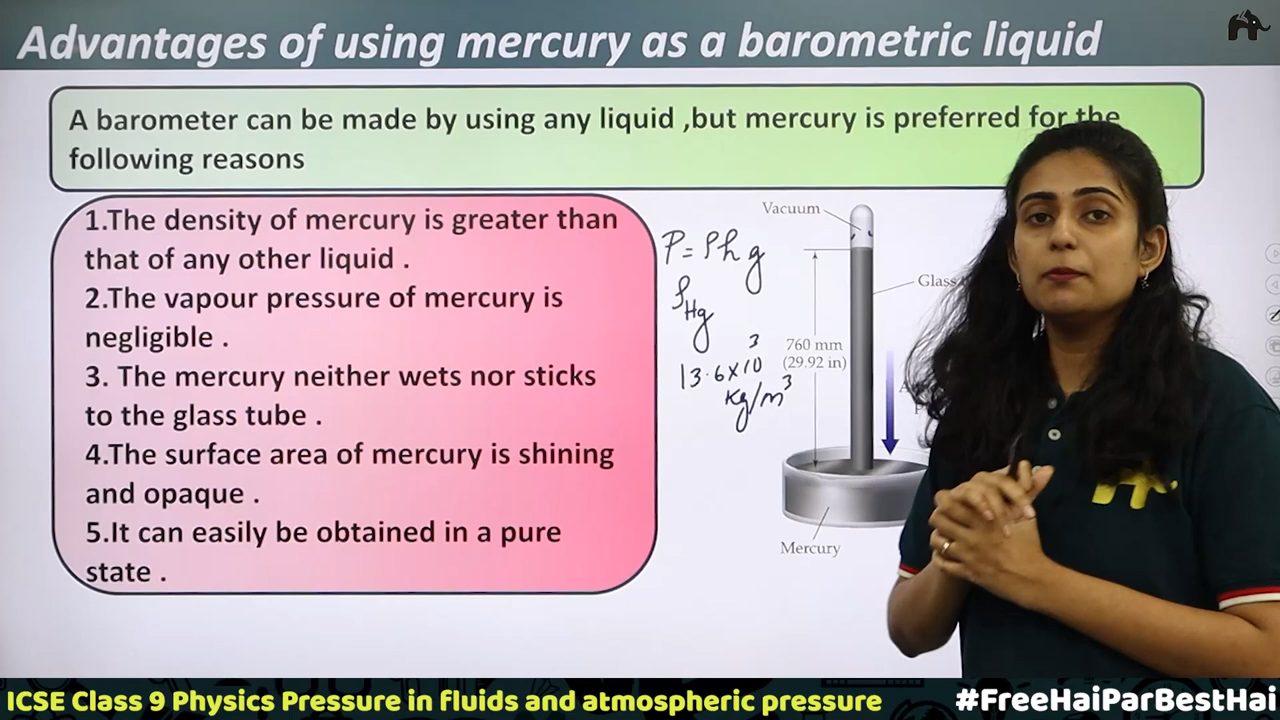 Advantages of using mercury as a barometric liquid
A barometer can be made by using any liquid ,but mercury is preferred for the
following reasons
1.The density of mercury is greater than
that of any other liquid .
2.The vapour pressure of mercury is
negligible .
3. The mercury neither wets nor sticks
to the glass tube .
4.The surface area of mercury is shining
and opaque .
5.It can easily be obtained in a pure
state .
P = ρhg
ρHg
13.6×10³
Kg/m³
Vacuum
Glass
760 mm
(29.92 in)
Mercury
ICSE Class 9 Physics Pressure in fluids and atmospheric pressure
#FreeHaiParBestHai